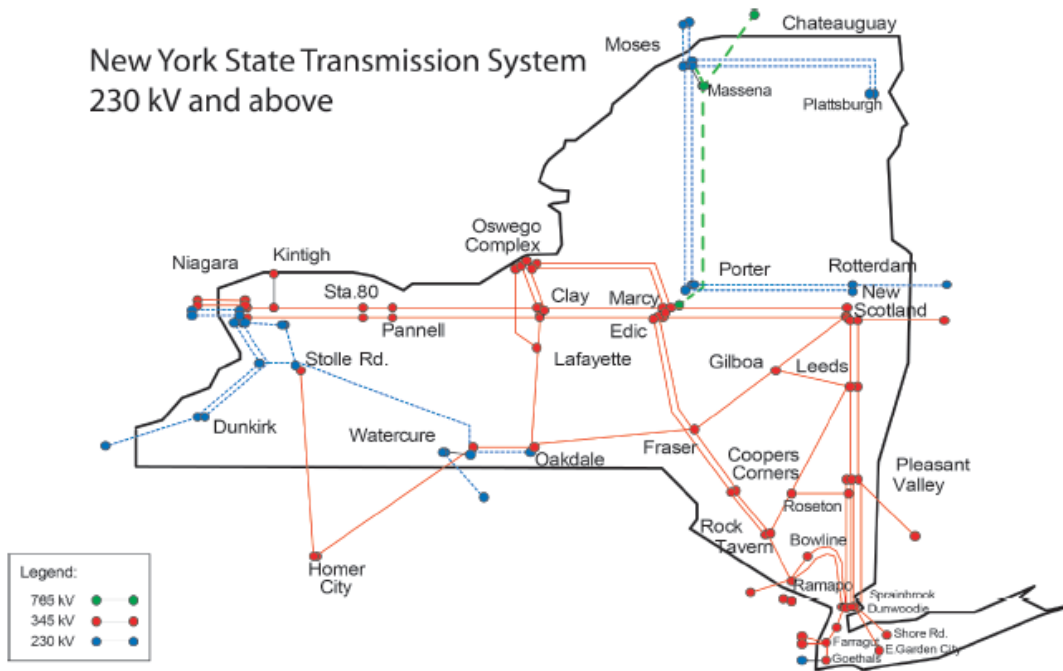 New York State Transmission System
230 kV and above
Chateauguay
Moses
Massena
Plattsburgh
Oswego
Complex
Niagara
Kintigh
Sta.80
Pannell
Clay
Marcy
Edic
Porter
Rotterdam
New
Scotland
Lafayette
Gilboa
Leeds
Stolle Rd.
Dunkirk
Watercure
Oakdale
Fraser
Coopers
Corners
Pleasant
Valley
Roseton
Rock
Tavern
Bowline
Homer
City
Ramapo
Sprainbrook
Dunwoodie
Shore Rd.
Farragut
E.Garden City
Goethals
Legend:
765 kV
345 kV
230 kV